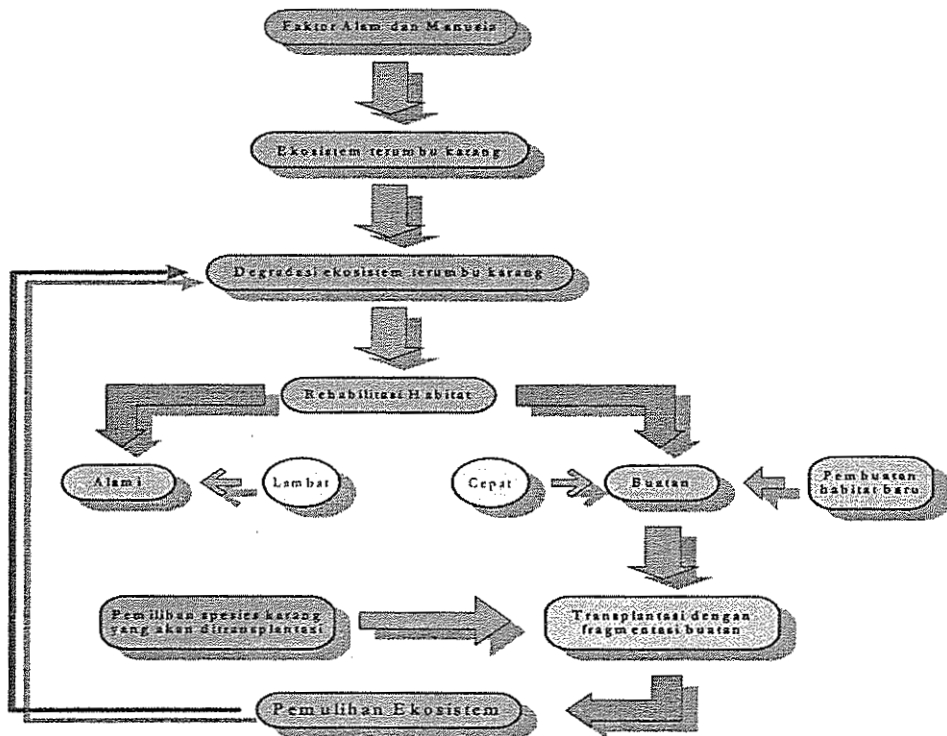 Faktor Alam dan Manusia
Ekosistem terumbu karang
Degradasi ekosistem terumbu karang
Rehabilitasi Habitat
Alami
Lambat
Cepat
Buatan
Pembuatan
habitat baru
Pemilihan spesies karang
yang akan ditransplantasi
Transplantasi dengan
fragmentasi buatan
Pemulihan Ekosistem